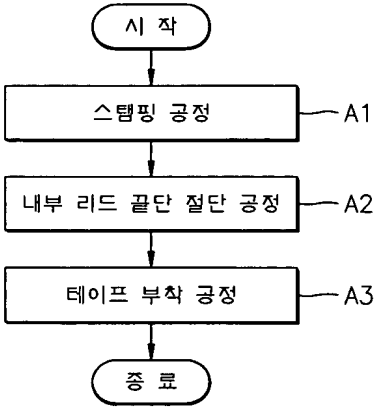 시 작
스탬핑 공정
A1
내부 리드 끝단 절단 공정
A2
테이프 부착 공정
A3
종 료